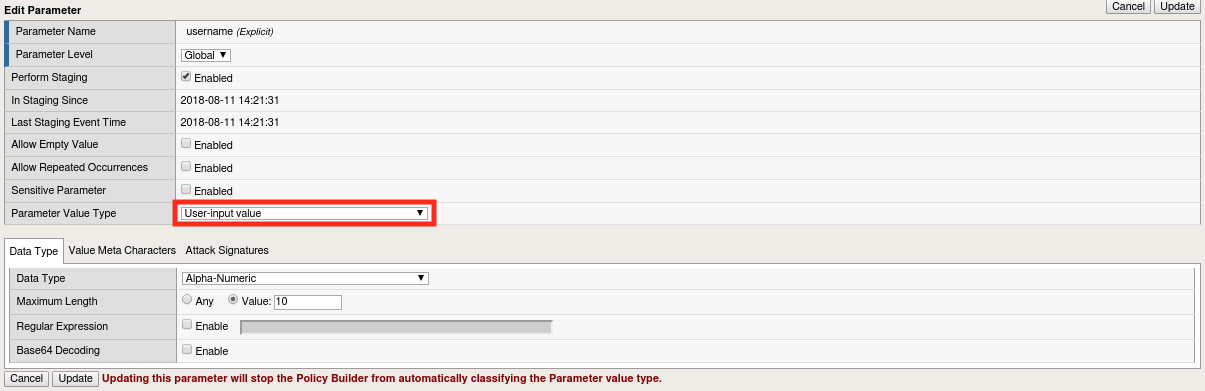 Edit Parameter
Cancel Update
Parameter Name username (Explicit)
Parameter Level Global
Perform Staging Enabled
In Staging Since 2018-08-11 14:21:31
Last Staging Event Time 2018-08-11 14:21:31
Allow Empty Value Enabled
Allow Repeated Occurrences Enabled
Sensitive Parameter Enabled
Parameter Value Type User-input value
Data Type Value Meta Characters Attack Signatures
Data Type Alpha-Numeric
Maximum Length Any Value: 10
Regular Expression Enable
Base64 Decoding Enable
Cancel Update Updating this parameter will stop the Policy Builder from automatically classifying the Parameter value type.